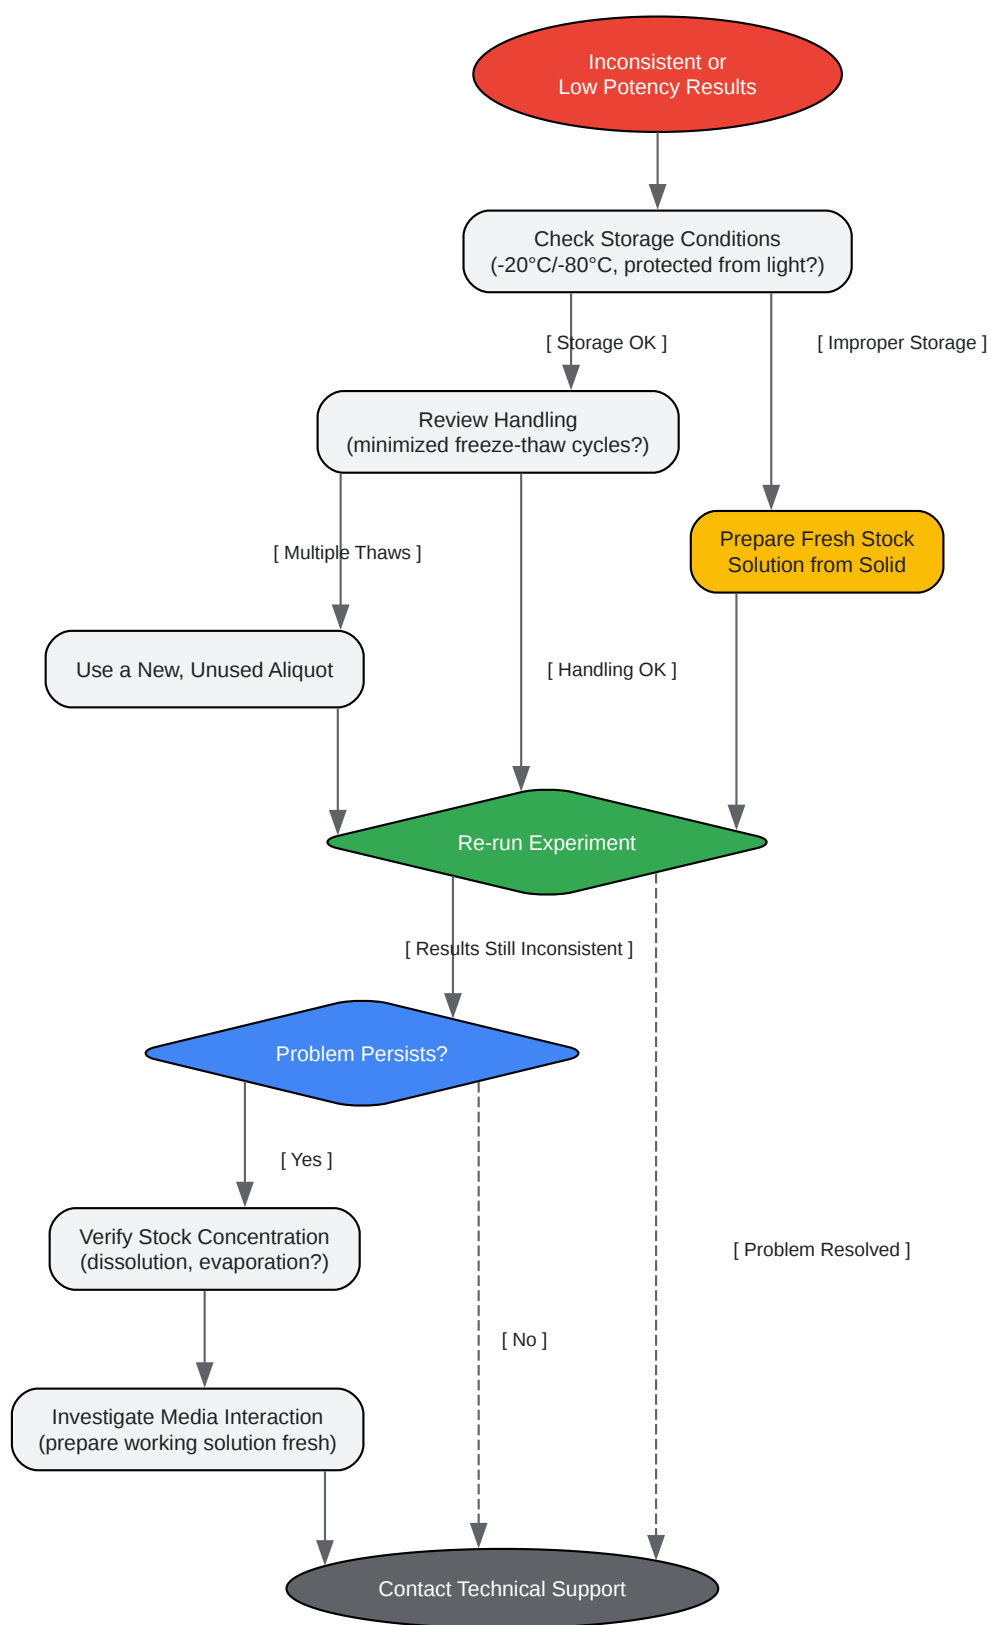 Inconsistent or
Low Potency Results
Check Storage Conditions
(-20°C/-80°C, protected from light?)
[ Storage OK ]
[ Improper Storage ]
Review Handling
(minimized freeze-thaw cycles?)
[ Multiple Thaws ]
Prepare Fresh Stock
Solution from Solid
Use a New, Unused Aliquot
[ Handling OK ]
Re-run Experiment
[ Results Still Inconsistent ]
Problem Persists?
[ Yes ]
Verify Stock Concentration
(dissolution, evaporation?)
[ Problem Resolved ]
[ No ]
Investigate Media Interaction
(prepare working solution fresh)
Contact Technical Support